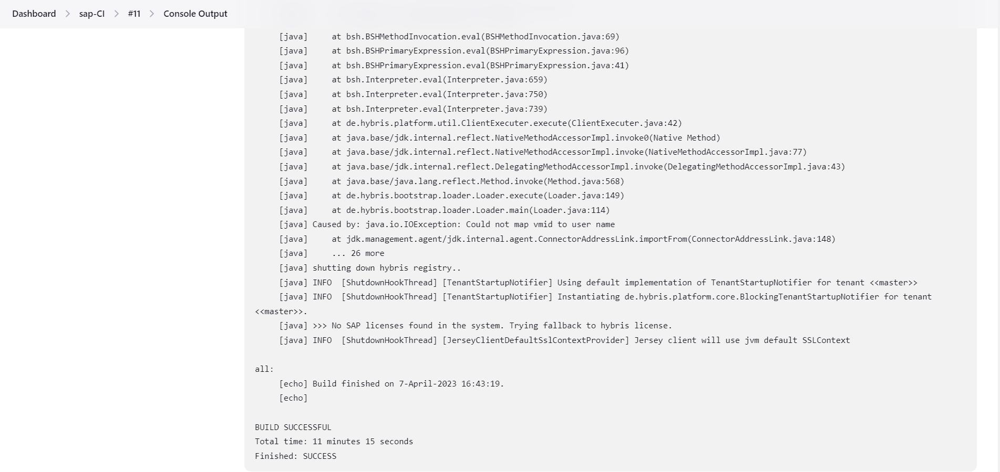 Dashboard > sap-CI > #11 > Console Output
[java]     at bsh.BSHMethodInvocation.eval(BSHMethodInvocation.java:69)
[java]     at bsh.BSHPrimaryExpression.eval(BSHPrimaryExpression.java:96)
[java]     at bsh.BSHPrimaryExpression.eval(BSHPrimaryExpression.java:41)
[java]     at bsh.Interpreter.eval(Interpreter.java:659)
[java]     at bsh.Interpreter.eval(Interpreter.java:750)
[java]     at bsh.Interpreter.eval(Interpreter.java:739)
[java]     at de.hybris.platform.util.ClientExecuter.execute(ClientExecuter.java:42)
[java]     at java.base/jdk.internal.reflect.NativeMethodAccessorImpl.invoke0(Native Method)
[java]     at java.base/jdk.internal.reflect.NativeMethodAccessorImpl.invoke(NativeMethodAccessorImpl.java:77)
[java]     at java.base/jdk.internal.reflect.DelegatingMethodAccessorImpl.invoke(DelegatingMethodAccessorImpl.java:43)
[java]     at java.base/java.lang.reflect.Method.invoke(Method.java:568)
[java]     at de.hybris.bootstrap.loader.Loader.execute(Loader.java:149)
[java]     at de.hybris.bootstrap.loader.Loader.main(Loader.java:114)
[java] Caused by: java.io.IOException: Could not map vmid to user name
[java]     at jdk.management.agent/jdk.internal.agent.ConnectorAddressLink.importFrom(ConnectorAddressLink.java:148)
[java]     ... 26 more
[java] shutting down hybris registry..
[java] INFO  [ShutdownHookThread] [TenantStartupNotifier] Using default implementation of TenantStartupNotifier for tenant <<master>>
[java] INFO  [ShutdownHookThread] [TenantStartupNotifier] Instantiating de.hybris.platform.core.BlockingTenantStartupNotifier for tenant
<<master>>.
[java] >>> No SAP licenses found in the system. Trying fallback to hybris license.
[java] INFO  [ShutdownHookThread] [JerseyClientDefaultSslContextProvider] Jersey client will use jvm default SSLContext
all:
[echo] Build finished on 7-April-2023 16:43:19.
[echo]
BUILD SUCCESSFUL
Total time: 11 minutes 15 seconds
Finished: SUCCESS